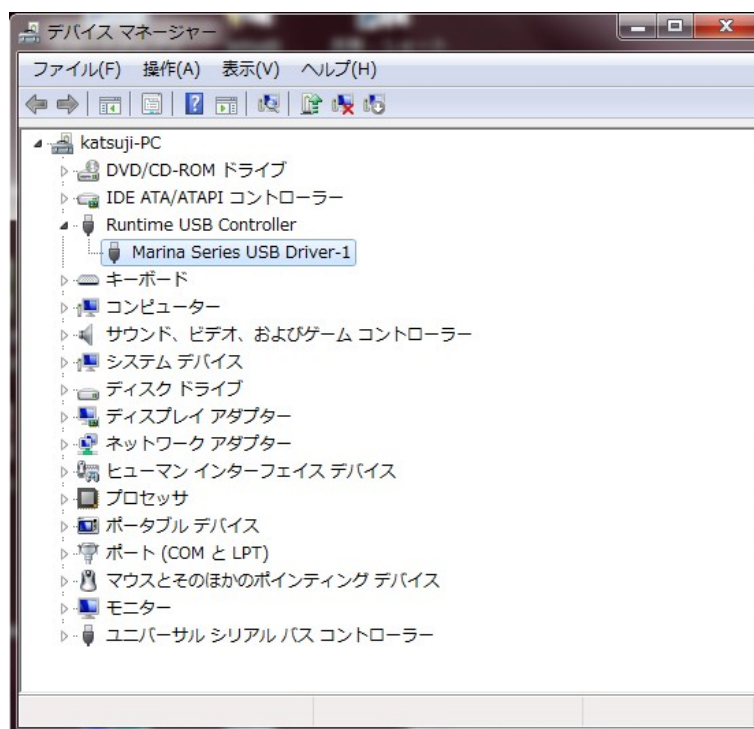 デバイス マネージャー
ファイル(F) 操作(A) 表示(V) ヘルプ(H)
katsuji-PC
DVD/CD-ROM ドライブ
IDE ATA/ATAPI コントローラー
Runtime USB Controller
Marina Series USB Driver-1
キーボード
コンピューター
サウンド、ビデオ、およびゲーム コントローラー
システム デバイス
ディスク ドライブ
ディスプレイ アダプター
ネットワーク アダプター
ヒューマン インターフェイス デバイス
プロセッサ
ポータブル デバイス
ポート (COM と LPT)
マウスとそのほかのポインティング デバイス
モニター
ユニバーサル シリアル バス コントローラー